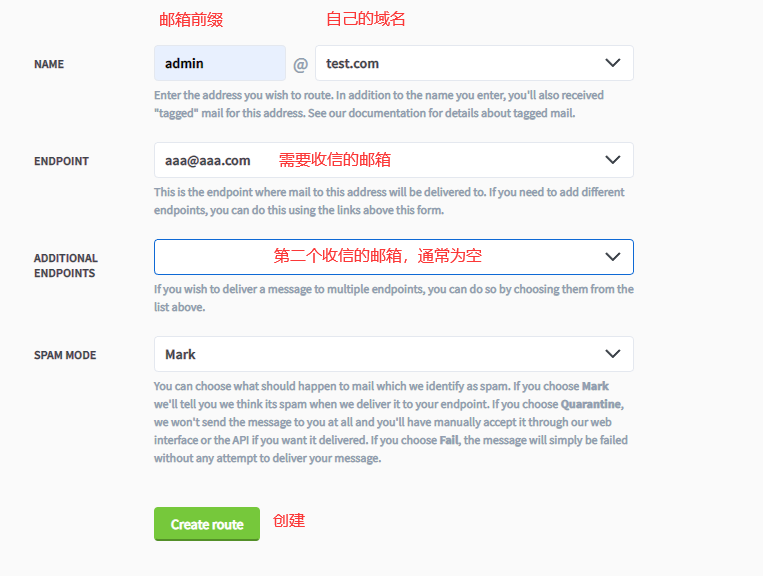 邮箱前缀 自己的域名
NAME admin @ test.com
Enter the address you wish to route. In addition to the name you enter, you'll also received
"tagged" mail for this address. See our documentation for details about tagged mail.
ENDPOINT aaa@aaa.com 需要收信的邮箱
This is the endpoint where mail to this address will be delivered to. If you need to add different
endpoints, you can do this using the links above this form.
ADDITIONAL
ENDPOINTS
第二个收信的邮箱，通常为空
If you wish to deliver a message to multiple endpoints, you can do so by choosing them from the
list above.
SPAM MODE Mark
You can choose what should happen to mail which we identify as spam. If you choose Mark
we'll tell you we think its spam when we deliver it to your endpoint. If you choose Quarantine,
we won't send the message to you at all and you'll have manually accept it through our web
interface or the API if you want it delivered. If you choose Fail, the message will simply be failed
without any attempt to deliver your message.
Create route 创建